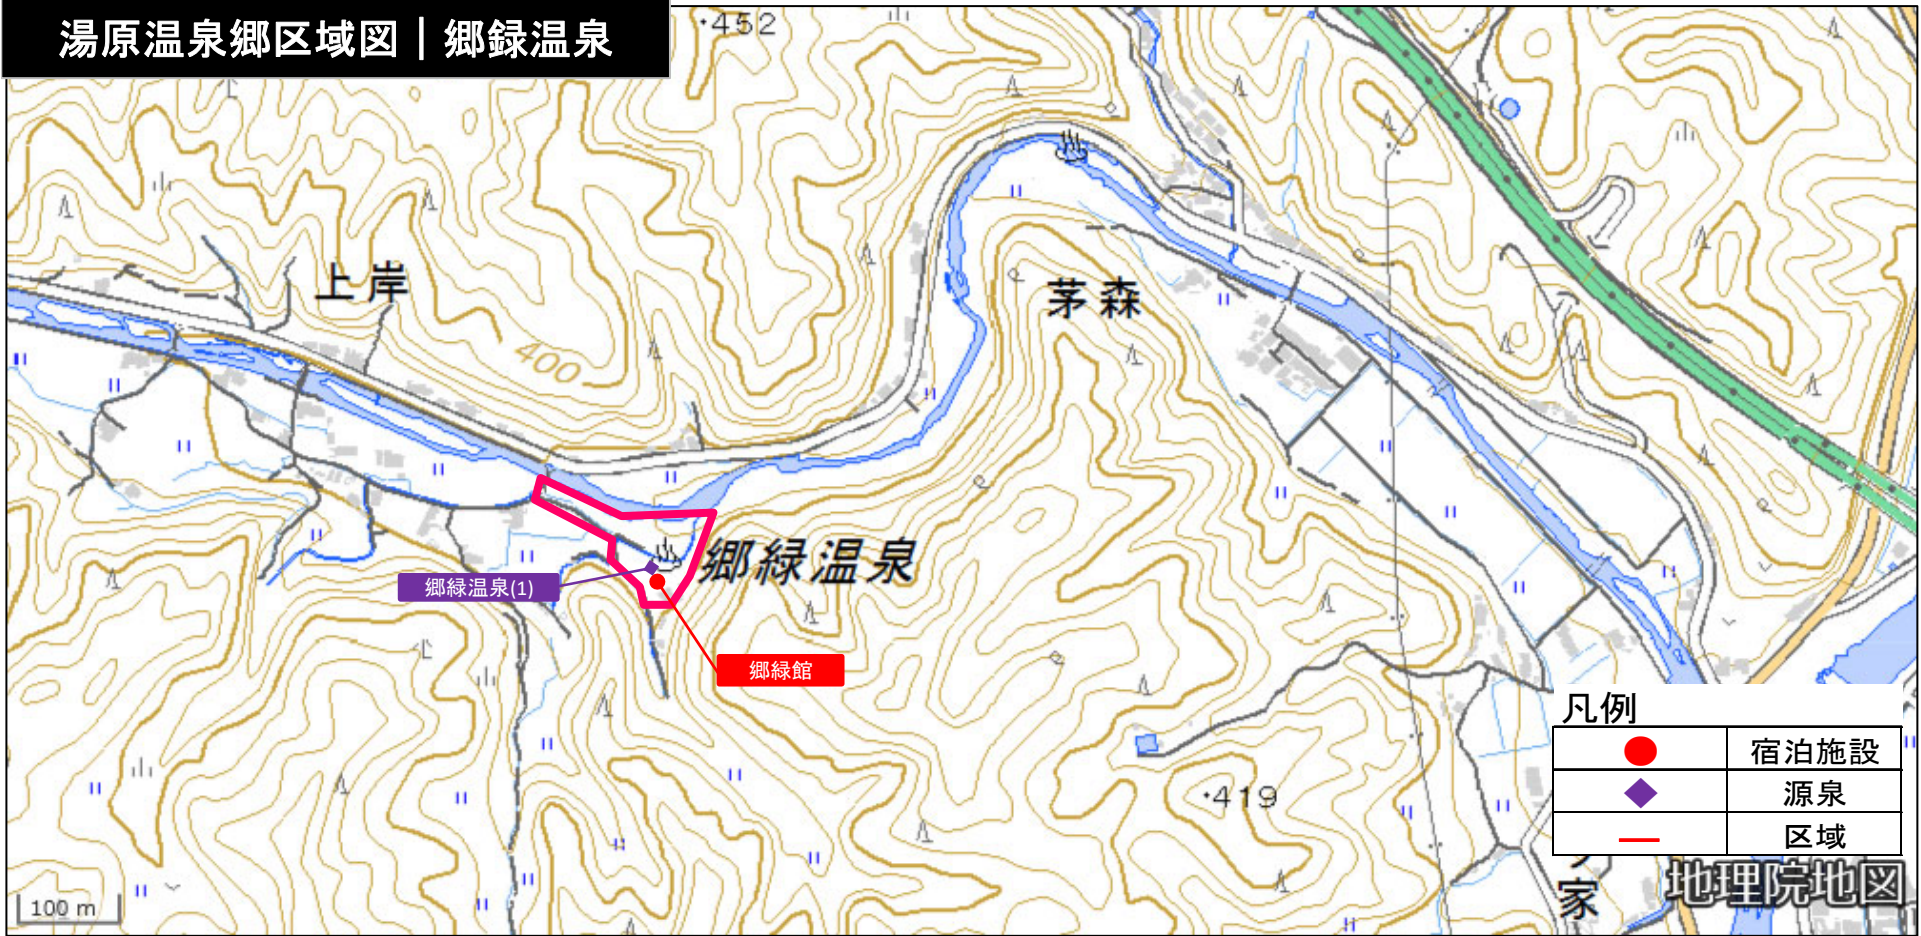 湯原温泉郷区域図｜郷録温泉
・452
上岸
400
茅森
郷緑温泉
郷緑温泉(1)
郷緑館
・419
凡例
宿泊施設
源泉
区域
家
地理院地図
100 m